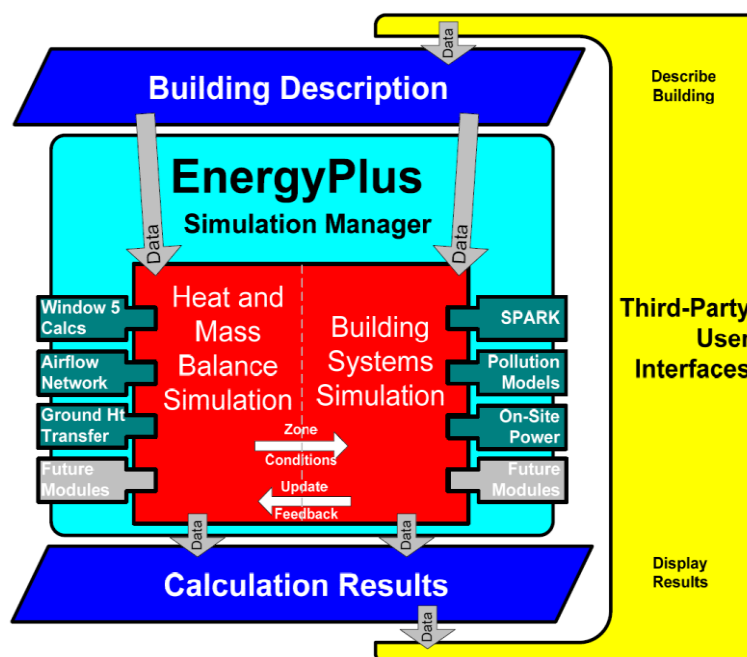 Data
Building Description
Describe
Building
EnergyPlus
Simulation Manager
Data
Data
Heat and
Mass
Balance
Simulation
Building
Systems
Simulation
Window 5
Calcs
Airflow
Network
Ground Ht
Transfer
Future
Modules
SPARK
Pollution
Models
On-Site
Power
Future
Modules
Zone
Conditions
Update
Feedback
Third-Party
User
Interfaces
Data
Data
Calculation Results
Display
Results
Data